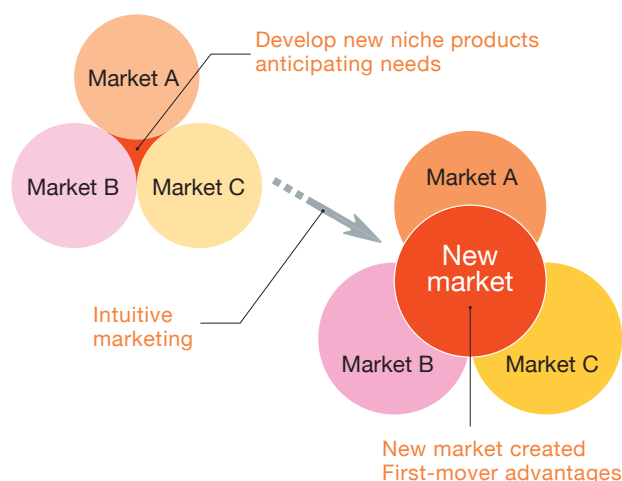 Develop new niche products
anticipating needs
Market A
Market B
Market C
Intuitive
marketing
Market A
New
market
Market B
Market C
New market created
First-mover advantages